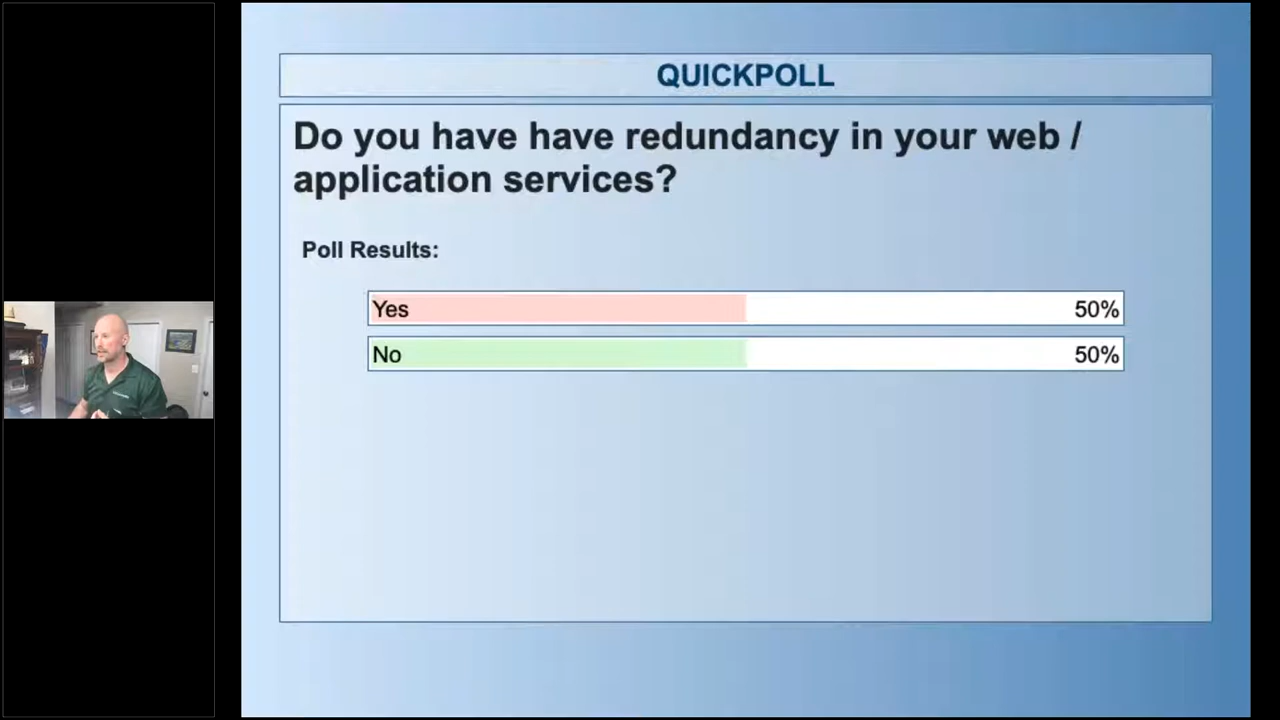 QUICKPOLL
Do you have have redundancy in your web /
application services?
Poll Results:
Yes 50%
No 50%